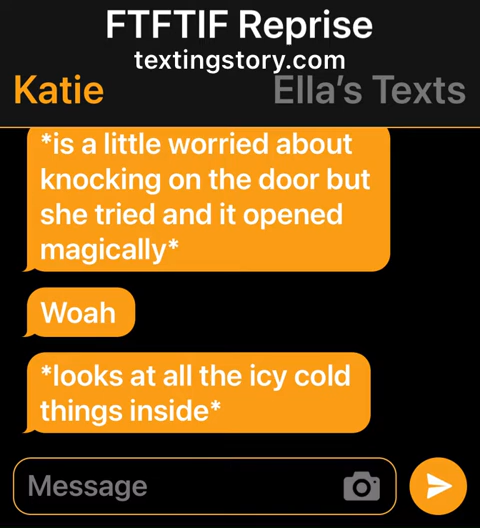 FTFTIF Reprise
textingstory.com
Katie
Ella’s Texts
*is a little worried about
knocking on the door but
she tried and it opened
magically*
Woah
*looks at all the icy cold
things inside*
Message